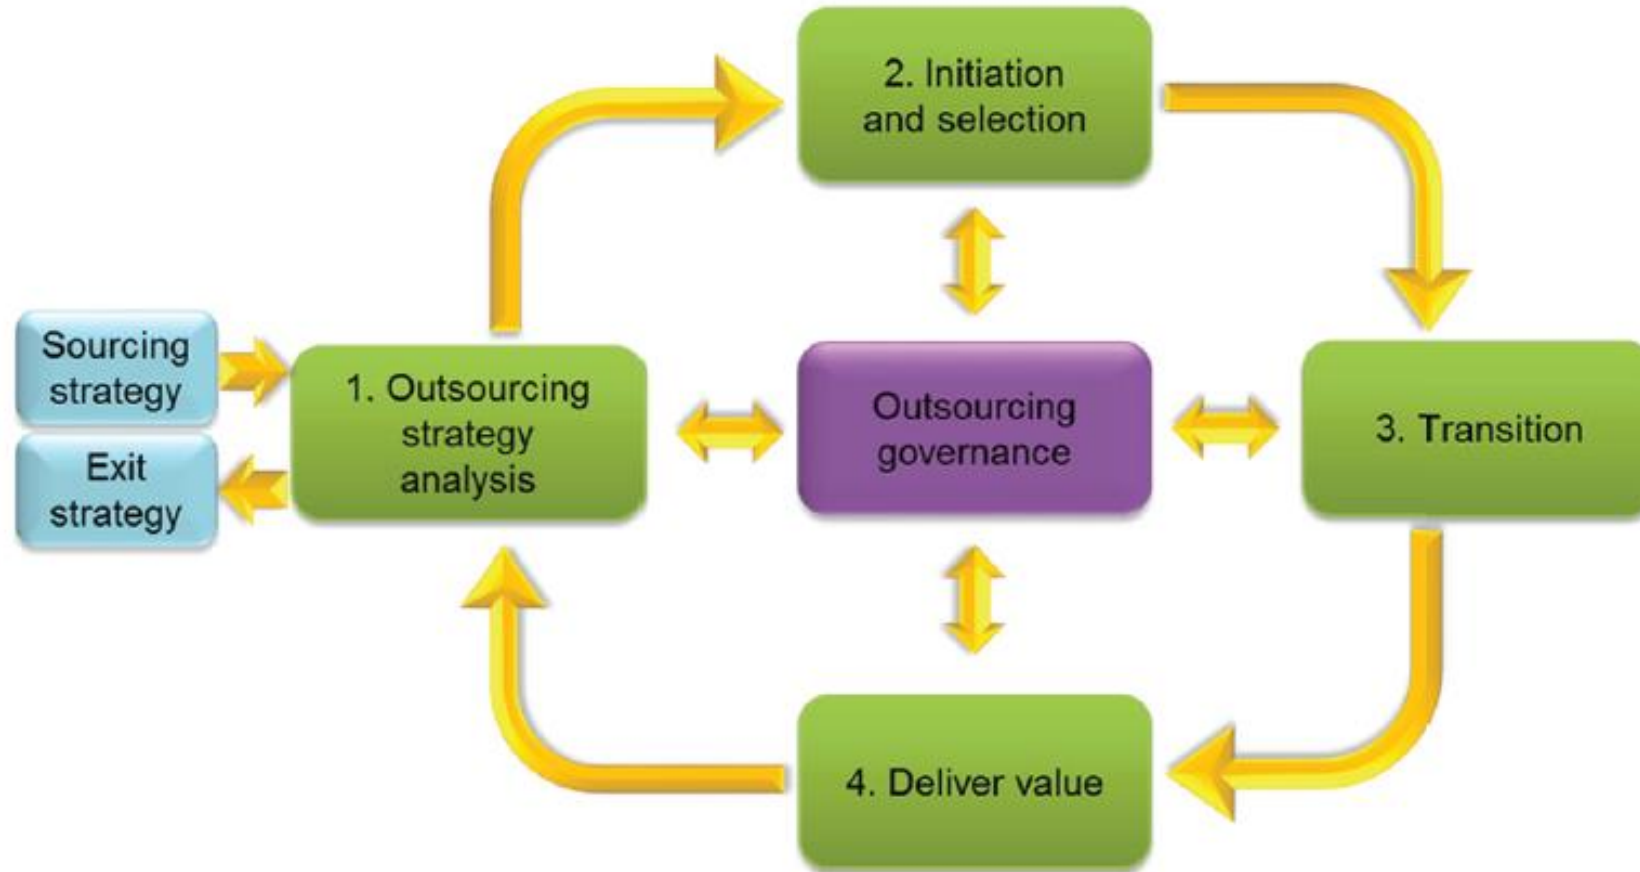 2. Initiation
and selection
Sourcing
strategy
1. Outsourcing
strategy
analysis
Exit
strategy
Outsourcing
governance
3. Transition
4. Deliver value